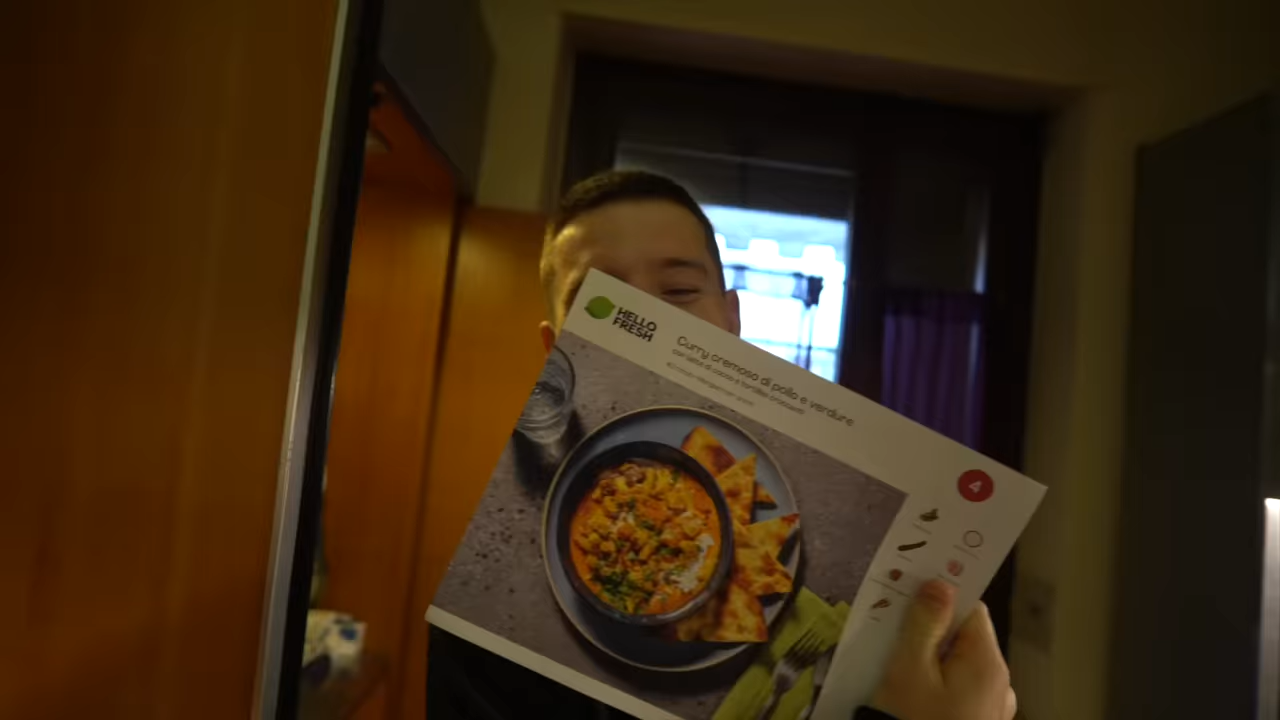 HELLO
FRESH
Curry cremoso di pollo e verdure
con latte di cocco e tortillas croccanti
4